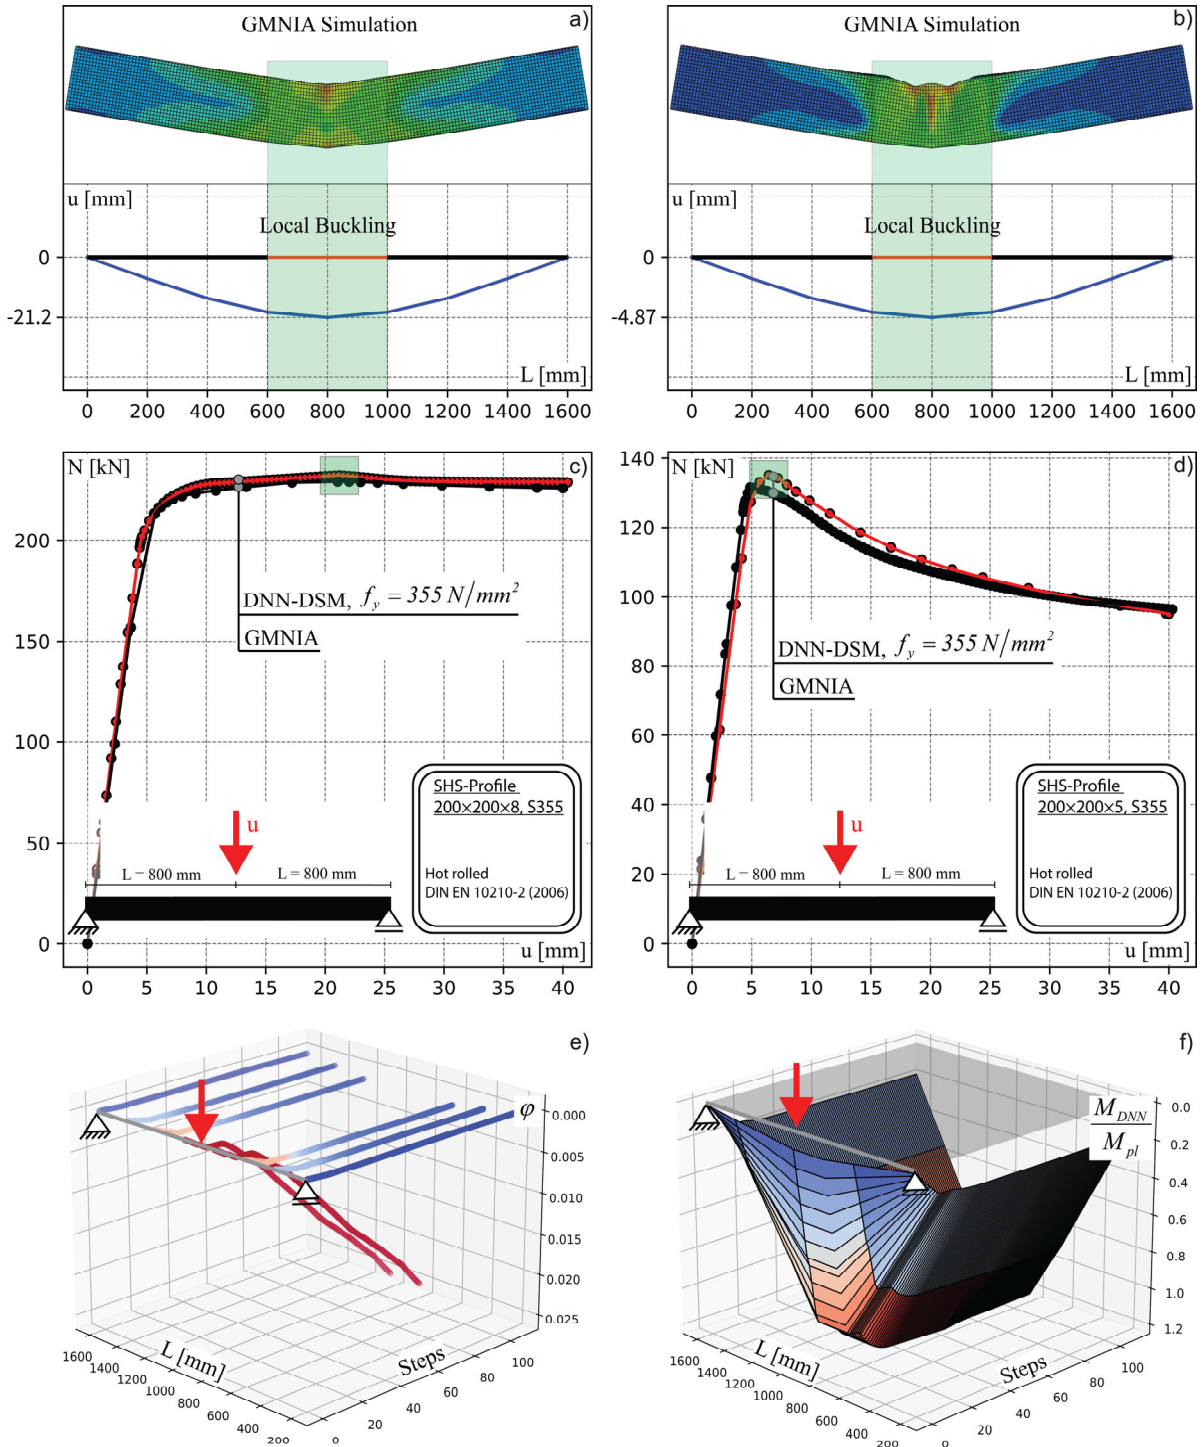 a)
GMNIA Simulation
u [mm]
Local Buckling
0
-21.2
L [mm]
0 200 400 600 800 1000 1200 1400 1600
b)
GMNIA Simulation
u [mm]
Local Buckling
0
-4.87
L [mm]
0 200 400 600 800 1000 1200 1400 1600
N [kN]
c)
200
150
100
50
0
DNN-DSM, f_y = 355 N/mm²
GMNIA
SHS-Profile
200×200×8, S355
Hot rolled
DIN EN 10210-2 (2006)
u
L = 800 mm
L = 800 mm
u [mm]
0 5 10 15 20 25 30 35 40
N [kN]
d)
140
120
100
80
60
40
20
0
DNN-DSM, f_y = 355 N/mm²
GMNIA
SHS-Profile
200×200×5, S355
Hot rolled
DIN EN 10210-2 (2006)
u
L = 800 mm
L = 800 mm
u [mm]
0 5 10 15 20 25 30 35 40
e)
φ
0.000
0.005
0.010
0.015
0.020
0.025
L [mm]
1600 1400 1200 1000 800 600 400 200
Steps
0 20 40 60 80 100
f)
M_DNN
M_pl
0.0
0.2
0.4
0.6
0.8
1.0
1.2
L [mm]
1600 1400 1200 1000 800 600 400 200
Steps
0 20 40 60 80 100